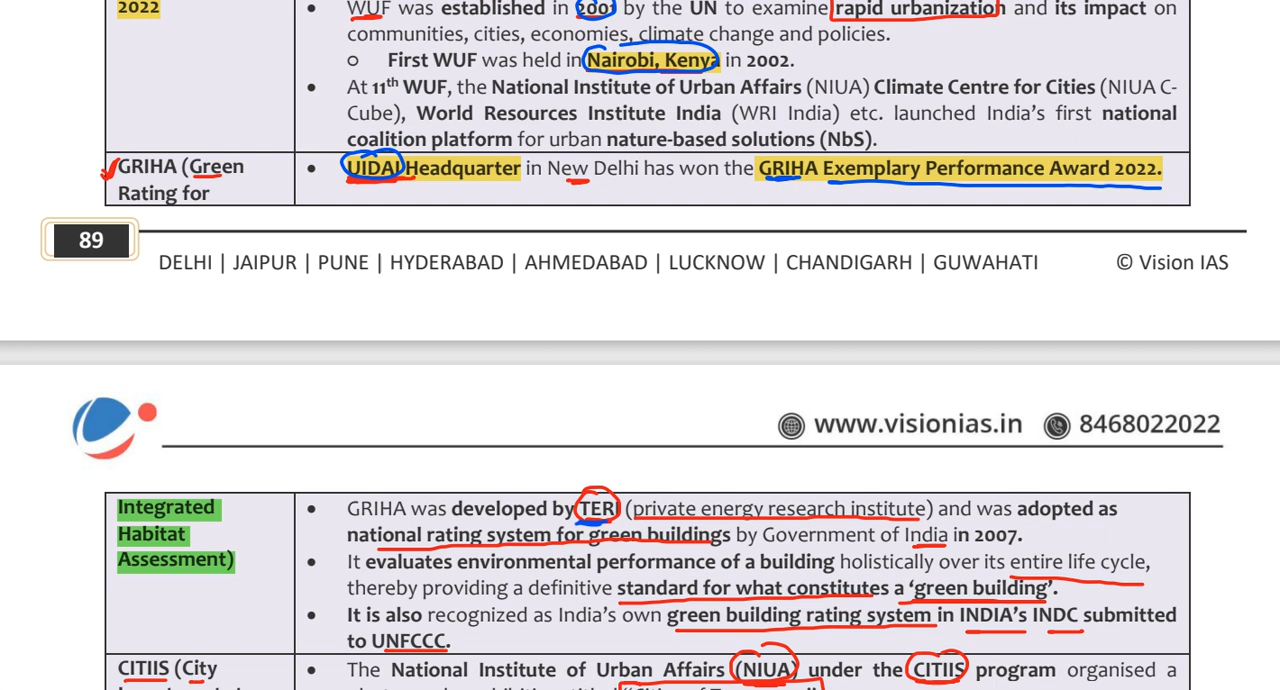 2022
• WUF was established in 2001 by the UN to examine rapid urbanization and its impact on
communities, cities, economies, climate change and policies.
o First WUF was held in Nairobi, Kenya in 2002.
• At 11th WUF, the National Institute of Urban Affairs (NIUA) Climate Centre for Cities (NIUA C-
Cube), World Resources Institute India (WRI India) etc. launched India's first national
coalition platform for urban nature-based solutions (NbS).
GRIHA (Green
Rating for
• UIDAI Headquarter in New Delhi has won the GRIHA Exemplary Performance Award 2022.
89
DELHI | JAIPUR | PUNE | HYDERABAD | AHMEDABAD | LUCKNOW | CHANDIGARH | GUWAHATI
© Vision IAS
www.visionias.in
8468022022
Integrated
Habitat
Assessment)
• GRIHA was developed by TERI (private energy research institute) and was adopted as
national rating system for green buildings by Government of India in 2007.
• It evaluates environmental performance of a building holistically over its entire life cycle,
thereby providing a definitive standard for what constitutes a ‘green building’.
• It is also recognized as India's own green building rating system in INDIA's INDC submitted
to UNFCCC.
CITIIS (City
• The National Institute of Urban Affairs (NIUA) under the CITIIS program organised a